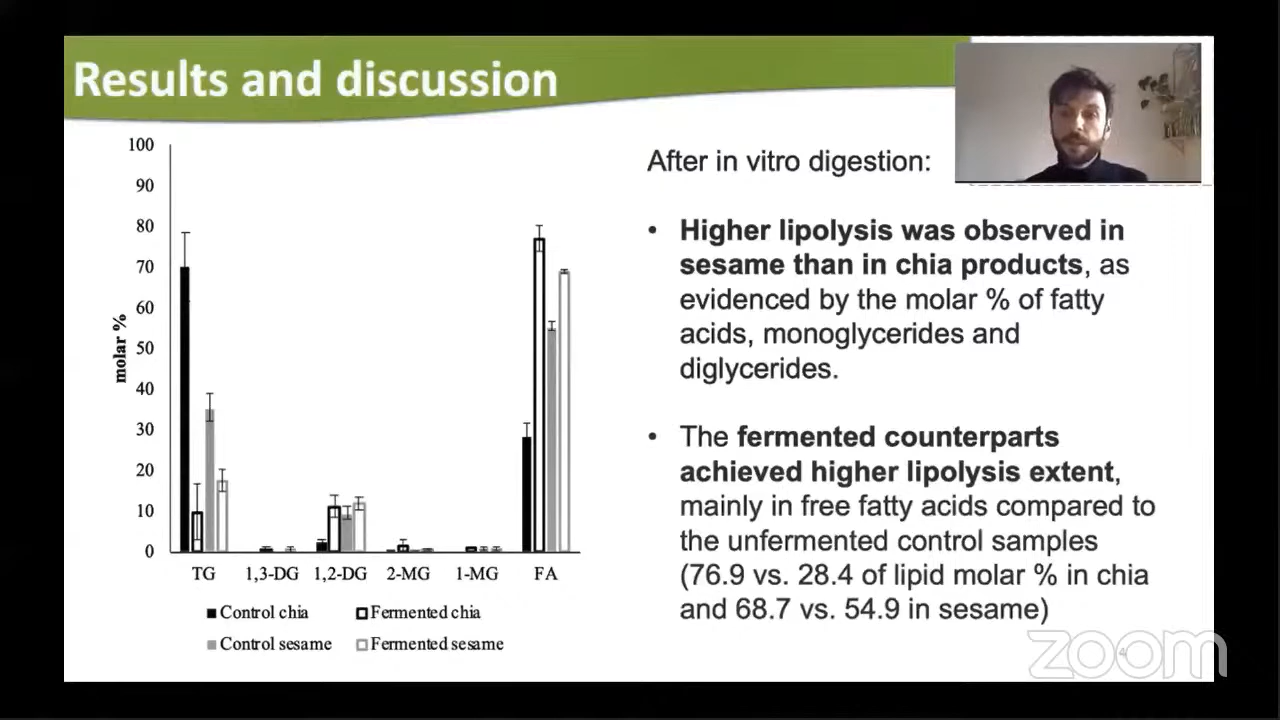 Results and discussion
100
90
80
70
60
50
40
30
20
10
0
molar %
TG
1,3-DG
1,2-DG
2-MG
1-MG
FA
Control chia
Fermented chia
Control sesame
Fermented sesame
After in vitro digestion:
• Higher lipolysis was observed in
sesame than in chia products, as
evidenced by the molar % of fatty
acids, monoglycerides and
diglycerides.
• The fermented counterparts
achieved higher lipolysis extent,
mainly in free fatty acids compared to
the unfermented control samples
(76.9 vs. 28.4 of lipid molar % in chia
and 68.7 vs. 54.9 in sesame)
zoom